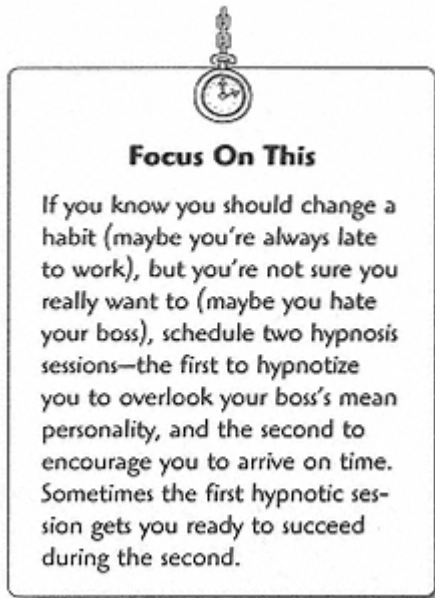 Focus On This
If you know you should change a
habit (maybe you're always late
to work), but you're not sure you
really want to (maybe you hate
your boss), schedule two hypnosis
sessions—the first to hypnotize
you to overlook your boss's mean
personality, and the second to
encourage you to arrive on time.
Sometimes the first hypnotic ses-
sion gets you ready to succeed
during the second.